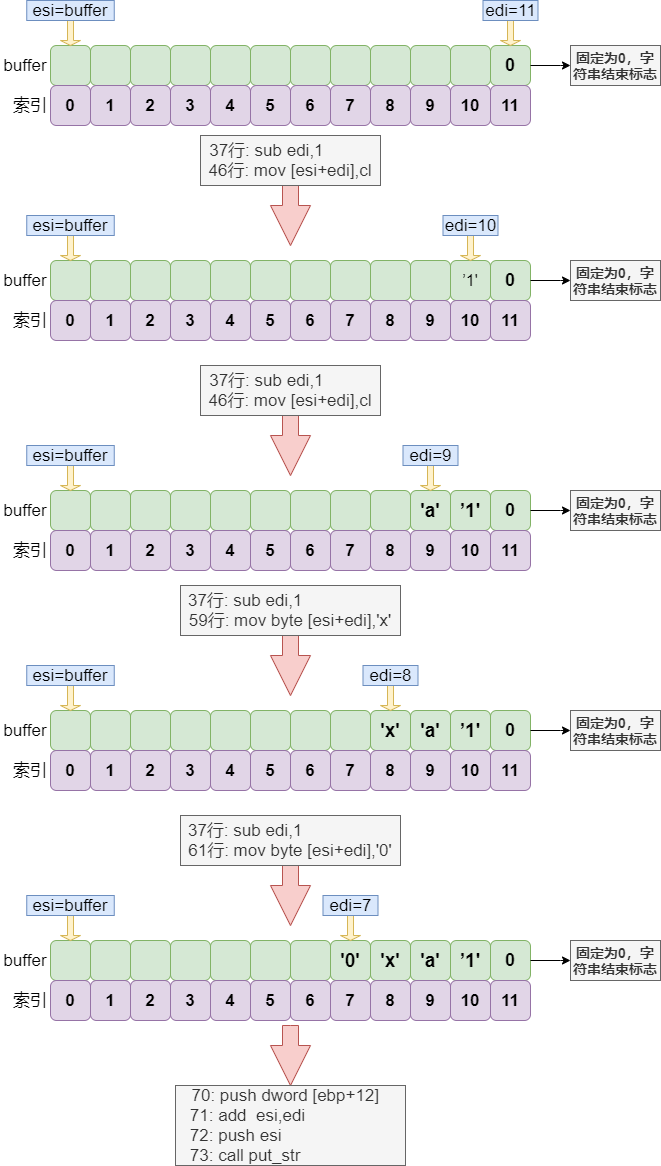 esi=buffer
edi=11
buffer
0
固定为0，字
符串结束标志
索引
0 1 2 3 4 5 6 7 8 9 10 11
37行: sub edi,1
46行: mov [esi+edi],cl
esi=buffer
edi=10
buffer
’1' 0
固定为0，字
符串结束标志
索引
0 1 2 3 4 5 6 7 8 9 10 11
37行: sub edi,1
46行: mov [esi+edi],cl
esi=buffer
edi=9
buffer
'a' ’1' 0
固定为0，字
符串结束标志
索引
0 1 2 3 4 5 6 7 8 9 10 11
37行: sub edi,1
59行: mov byte [esi+edi],'x'
esi=buffer
edi=8
buffer
'x' 'a' ’1' 0
固定为0，字
符串结束标志
索引
0 1 2 3 4 5 6 7 8 9 10 11
37行: sub edi,1
61行: mov byte [esi+edi],'0'
esi=buffer
edi=7
buffer
'0' 'x' 'a' ’1' 0
固定为0，字
符串结束标志
索引
0 1 2 3 4 5 6 7 8 9 10 11
70: push dword [ebp+12]
71: add  esi,edi
72: push esi
73: call put_str